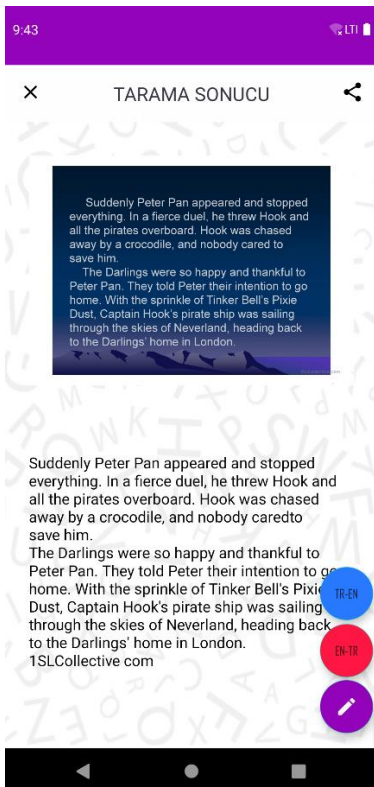 9:43
LTI
TARAMA SONUCU
Suddenly Peter Pan appeared and stopped
everything. In a fierce duel, he threw Hook and
all the pirates overboard. Hook was chased
away by a crocodile, and nobody cared to
save him.
The Darlings were so happy and thankful to
Peter Pan. They told Peter their intention to go
home. With the sprinkle of Tinker Bell's Pixie
Dust, Captain Hook's pirate ship was sailing
through the skies of Neverland, heading back
to the Darlings' home in London.
Suddenly Peter Pan appeared and stopped
everything. In a fierce duel, he threw Hook and
all the pirates overboard. Hook was chased
away by a crocodile, and nobody caredto
save him.
The Darlings were so happy and thankful to
Peter Pan. They told Peter their intention to go
home. With the sprinkle of Tinker Bell's Pixie
Dust, Captain Hook's pirate ship was sailing
through the skies of Neverland, heading back
to the Darlings' home in London.
1SLCollective com
TR-EN
EN-TR